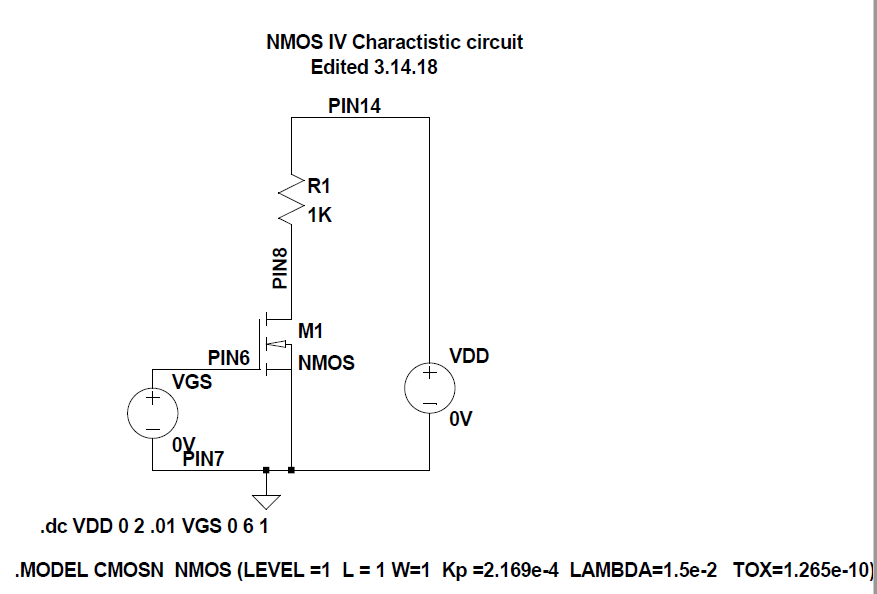 NMOS IV Charactistic circuit
Edited 3.14.18
PIN14
R1
1K
PIN8
M1
PIN6
NMOS
VDD
VGS
0V
0V
PIN7
.dc VDD 0 2 .01 VGS 0 6 1
.MODEL CMOSN NMOS (LEVEL =1 L = 1 W=1 Kp =2.169e-4 LAMBDA=1.5e-2 TOX=1.265e-10)